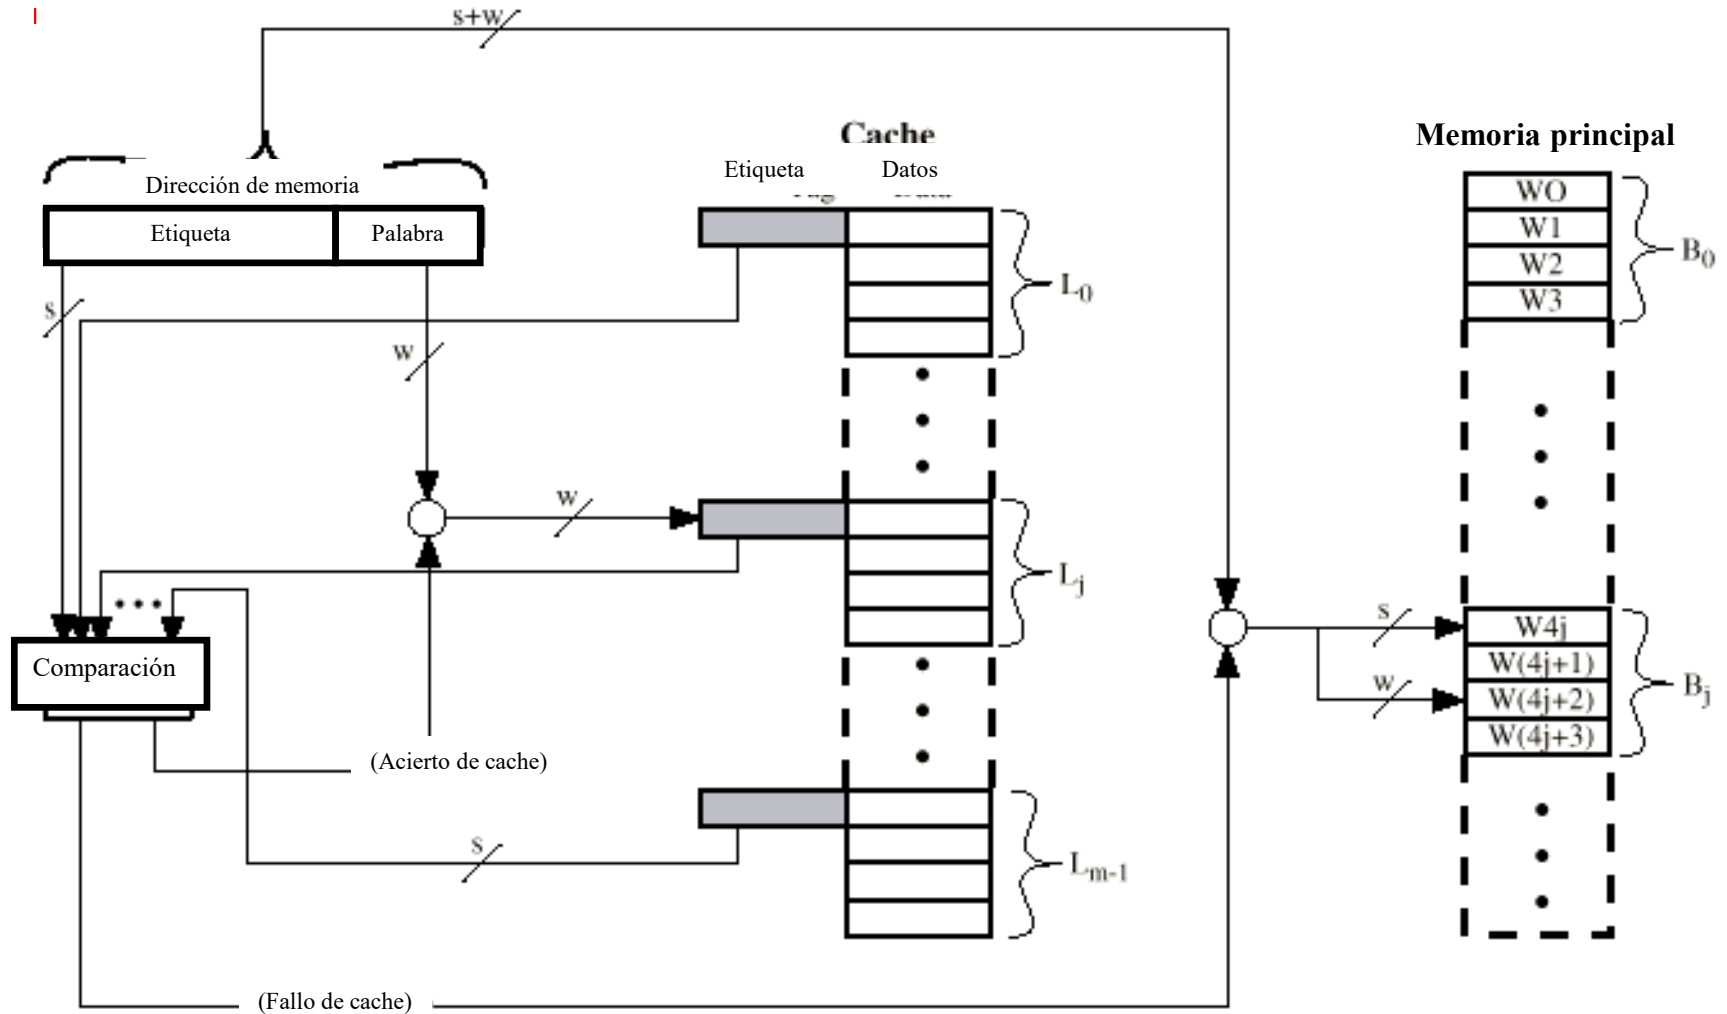 s+w
Cache
Memoria principal
Etiqueta
Datos
Dirección de memoria
Etiqueta
Palabra
WO
W1
W2
W3
B0
L0
s
w
w
Lj
s
w
W4j
W(4j+1)
W(4j+2)
W(4j+3)
Bj
Comparación
(Acierto de cache)
s
Lm-1
(Fallo de cache)